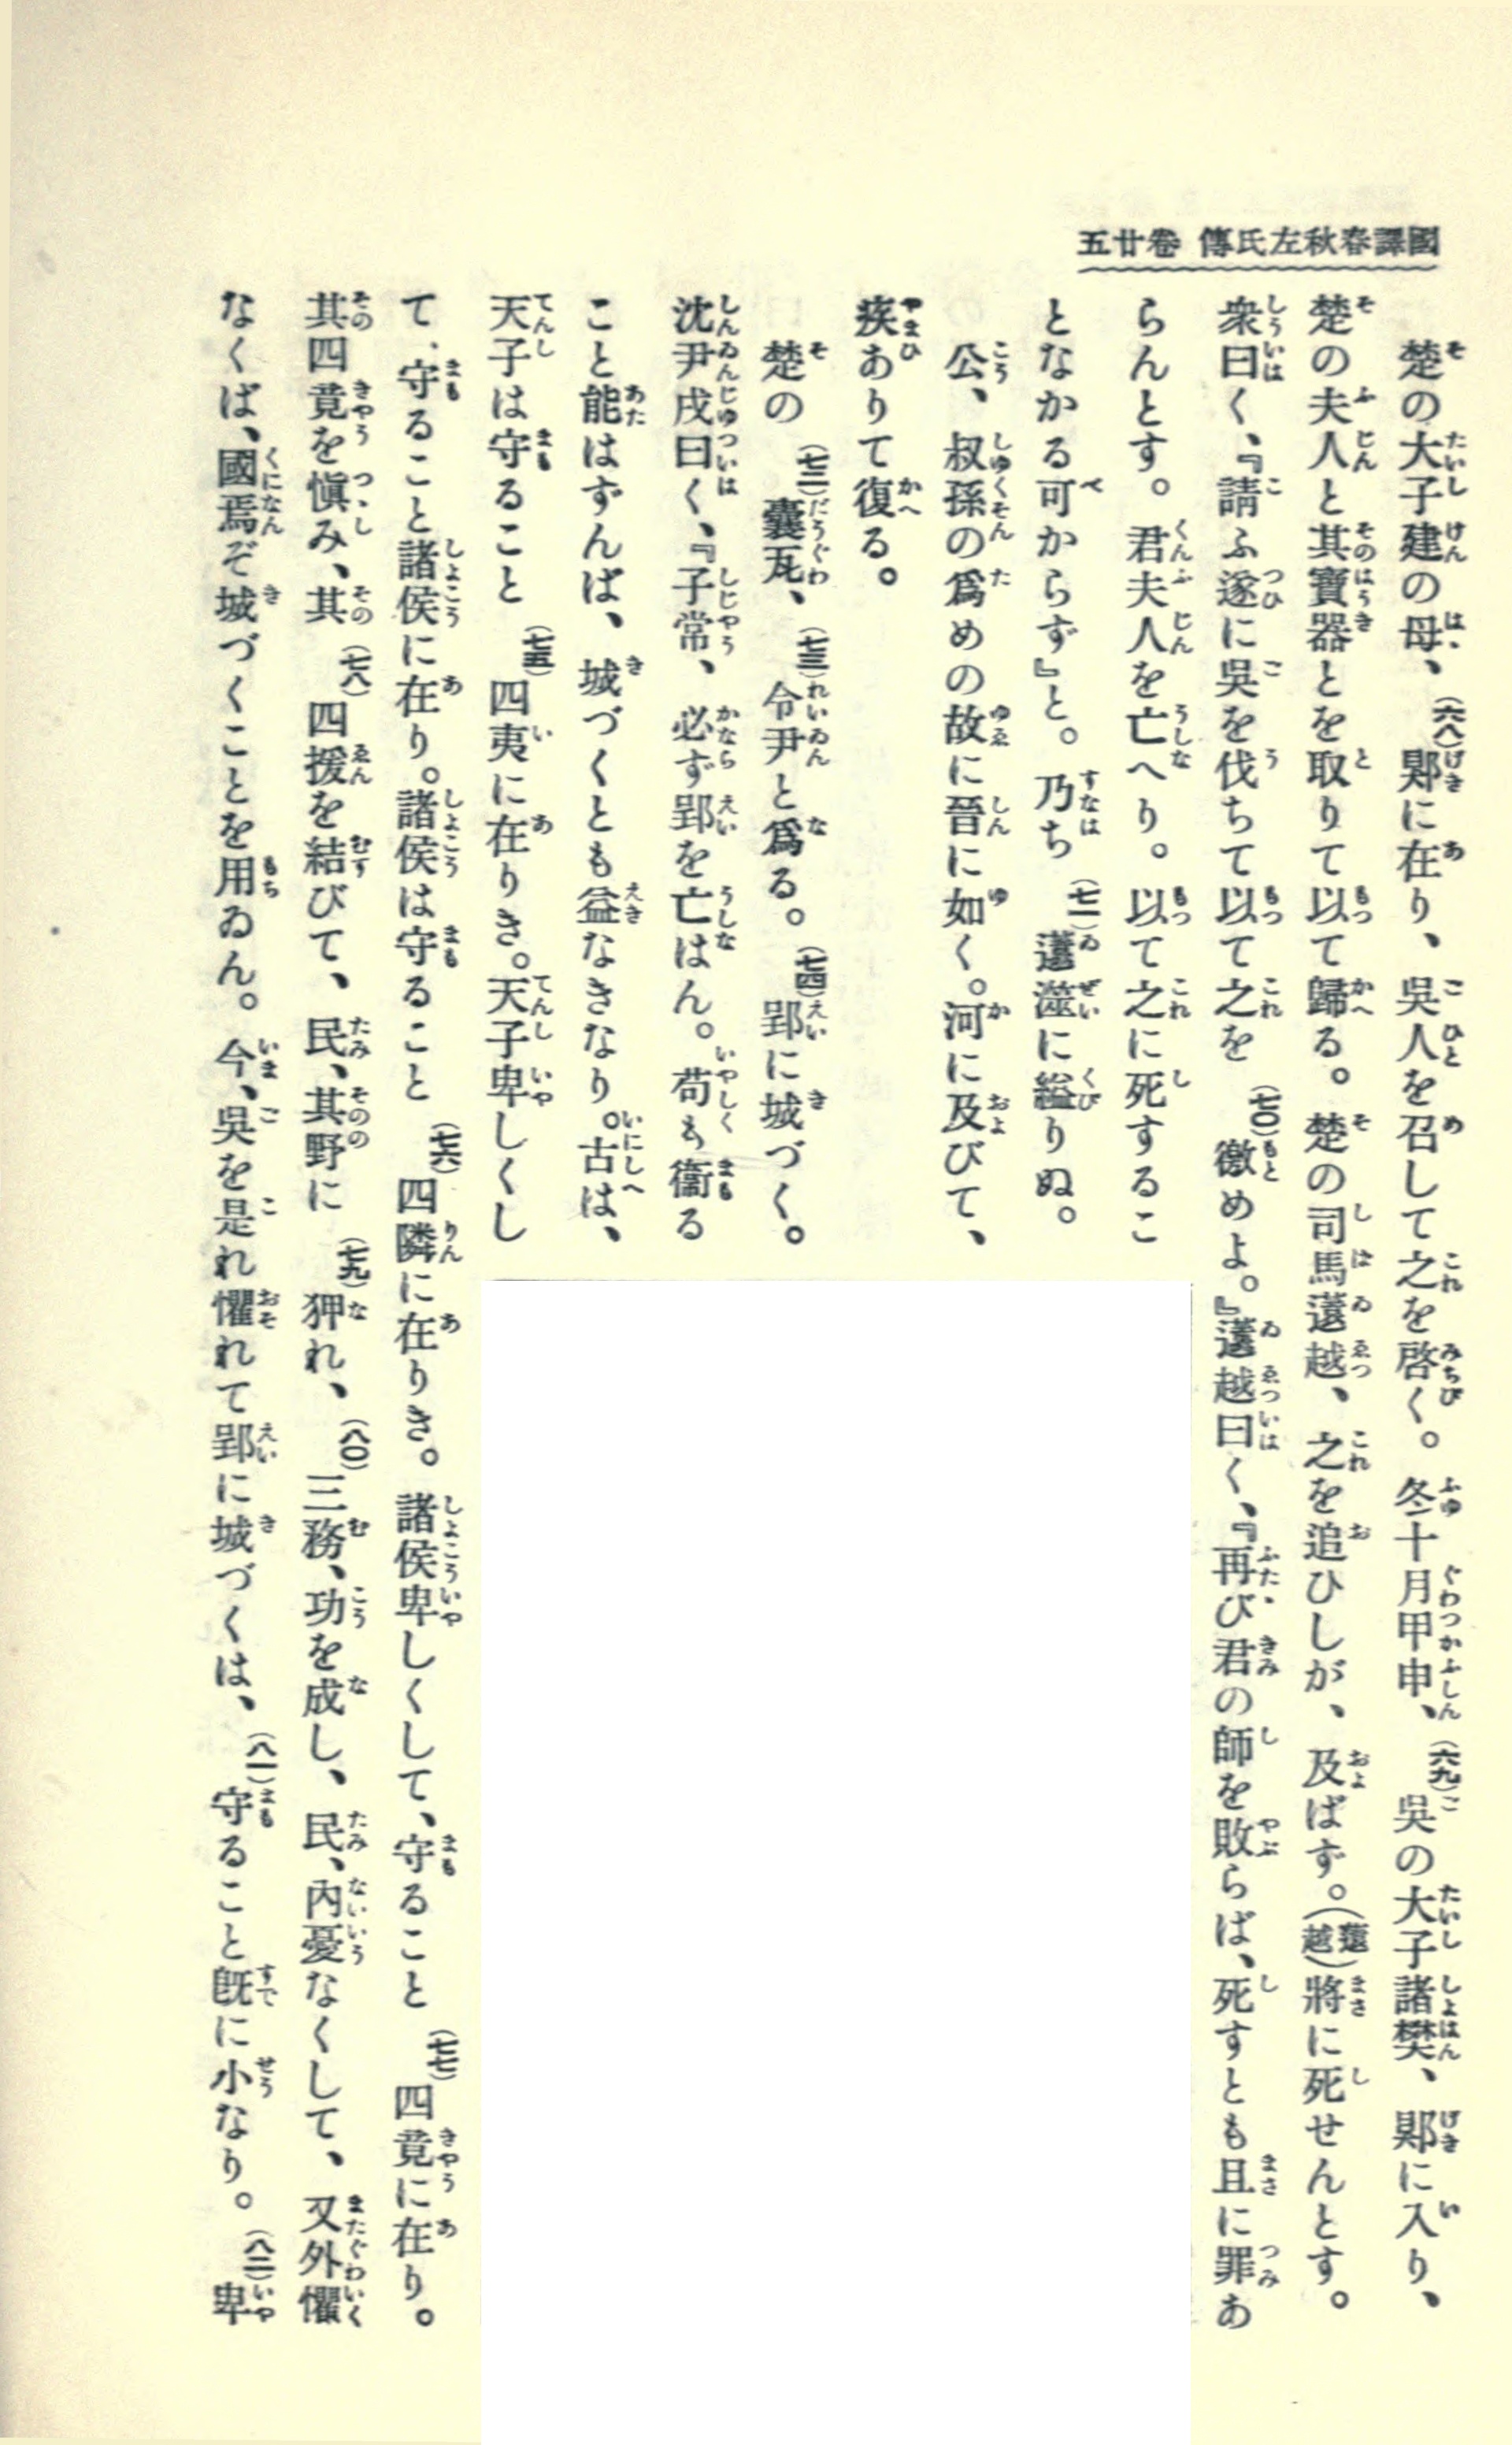 國譯春秋左氏傳 卷廿五
楚の大子建の母、(六八)郹に在り、吳人を召して之を啓く。冬十月甲申、(六九)吳の大子諸樊、郹に入り、
楚の夫人と其寶器とを取りて以て歸る。楚の司馬薳越、之を追ひしが、及ばず。(薳越)將に死せんとす。
衆曰く、『請ふ遂に吳を伐ちて以て之を(七〇)徼めよ。』薳越曰く、『再び君の師を敗らば、死すとも且に罪あ
らんとす。君夫人を亡へり。以て之に死するこ
となかる可からず』と。乃ち(七一)薳澨に縊りぬ。
公、叔孫の爲めの故に晉に如く。河に及びて、
疾ありて復る。
楚の(七二)囊瓦、(七三)令尹と爲る。(七四)郢に城づく。
沈尹戌曰く、『子常、必ず郢を亡はん。苟も衞る
こと能はずんば、城づくとも益なきなり。古は、
天子は守ること(七五)四夷に在りき。天子卑しくし
て、守ること諸侯に在り。諸侯は守ること(七六)四隣に在りき。諸侯卑しくして、守ること(七七)四竟に在り。
其四竟を愼み、其(七八)四援を結びて、民、其野に(七九)狎れ、(八〇)三務、功を成し、民、內憂なくして、又外懼
なくば、國焉ぞ城づくことを用ゐん。今、吳を是れ懼れて郢に城づくは、(八一)守ること既に小なり。(八二)卑